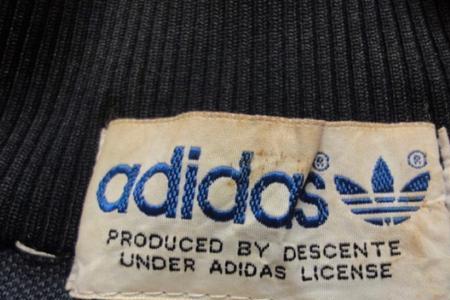 adidas® ®
PRODUCED BY DESCENTE
UNDER ADIDAS LICENSE